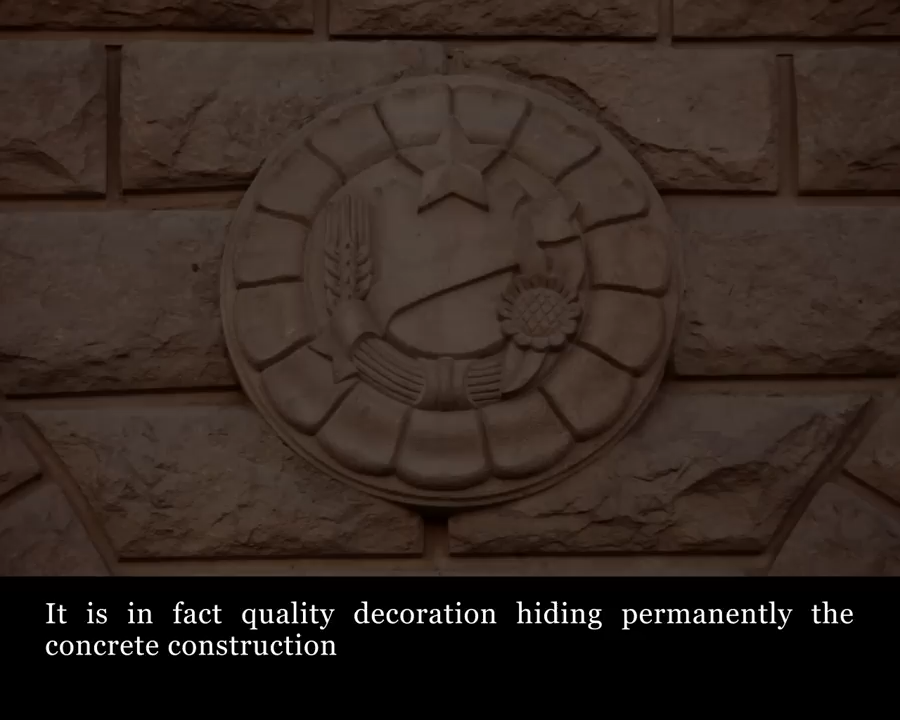 It is in fact quality decoration hiding permanently the
concrete construction